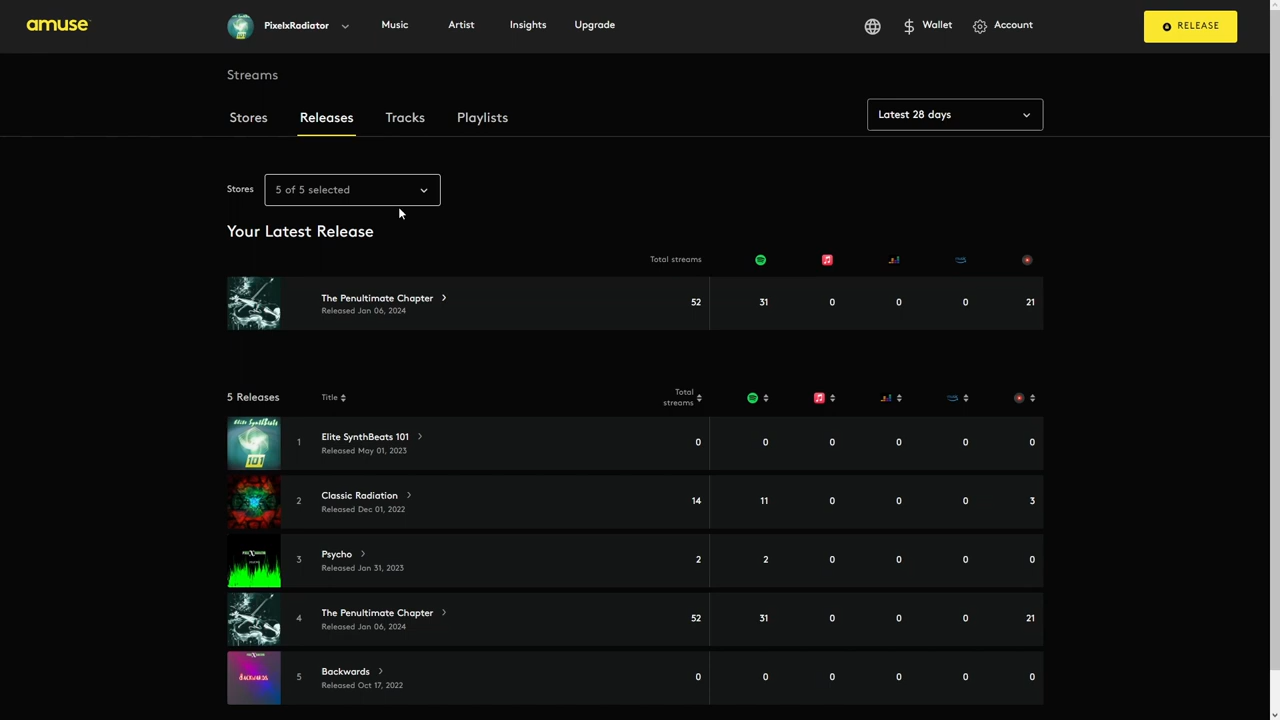 amuse
PixelxRadiator
Music
Artist
Insights
Upgrade
Wallet
Account
RELEASE
Streams
Stores
Releases
Tracks
Playlists
Latest 28 days
Stores
5 of 5 selected
Your Latest Release
Total streams
The Penultimate Chapter
Released Jan 06, 2024
52 31 0 0 0 21
5 Releases
Title
Total streams
Elite SynthBeats
101
1
Elite SynthBeats 101
Released May 01, 2023
0 0 0 0 0 0
2
Classic Radiation
Released Dec 01, 2022
14 11 0 0 0 3
3
Psycho
Released Jan 31, 2023
2 2 0 0 0 0
4
The Penultimate Chapter
Released Jan 06, 2024
52 31 0 0 0 21
BACKWARDS
5
Backwards
Released Oct 17, 2022
0 0 0 0 0 0